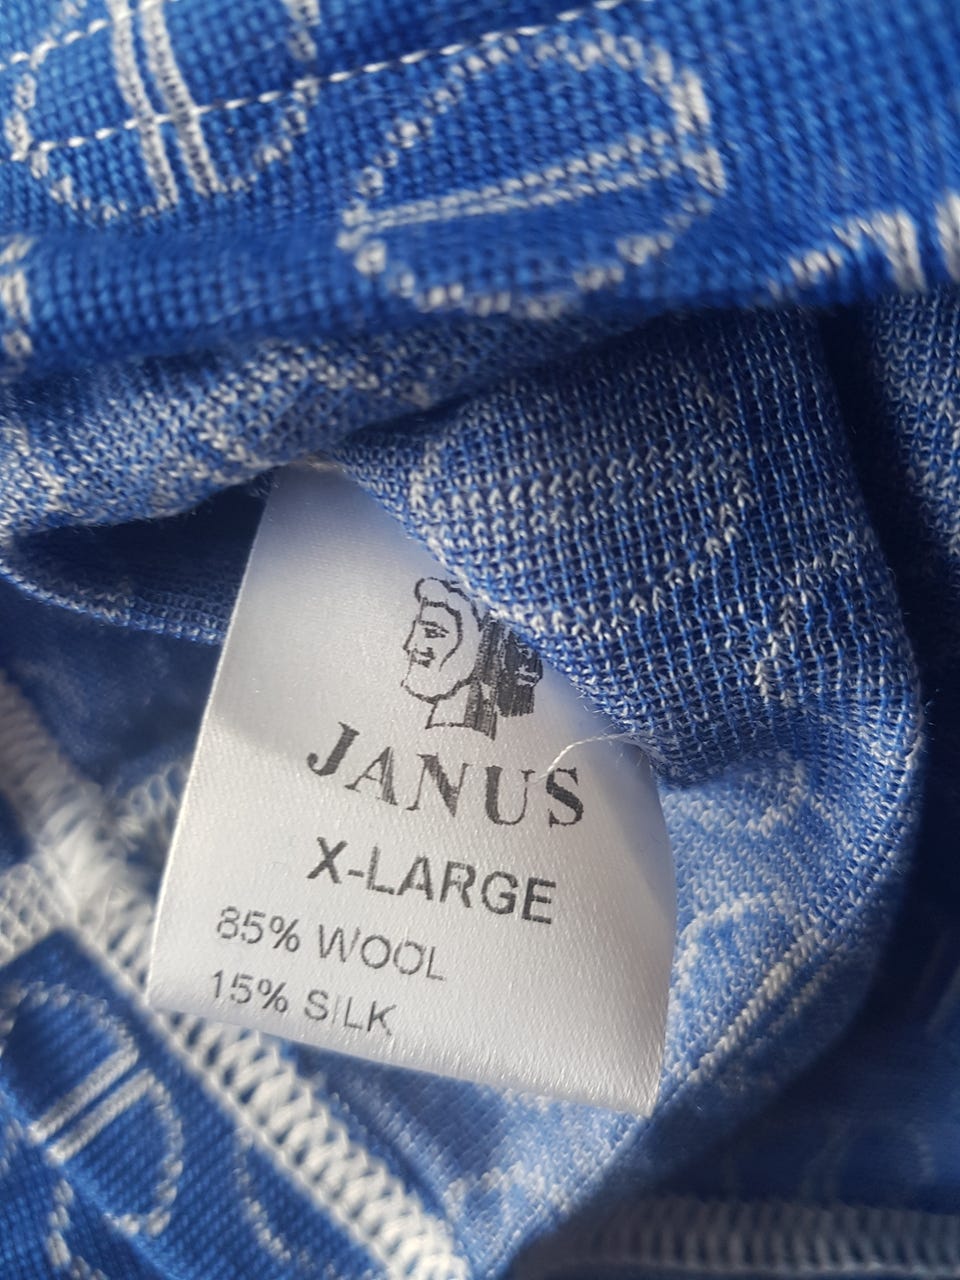 JANUS
X-LARGE
85% WOOL
15% SILK